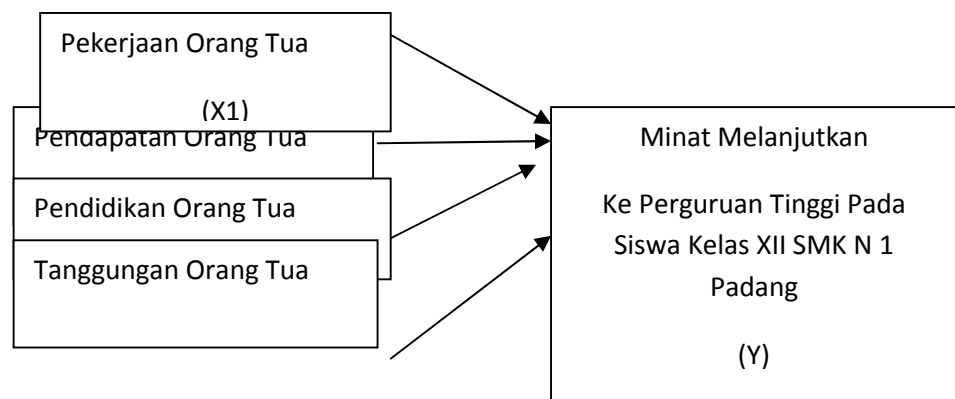 Pekerjaan Orang Tua
(X1)
Pendapatan Orang Tua
Pendidikan Orang Tua
Tanggungan Orang Tua
Minat Melanjutkan
Ke Perguruan Tinggi Pada
Siswa Kelas XII SMK N 1
Padang
(Y)